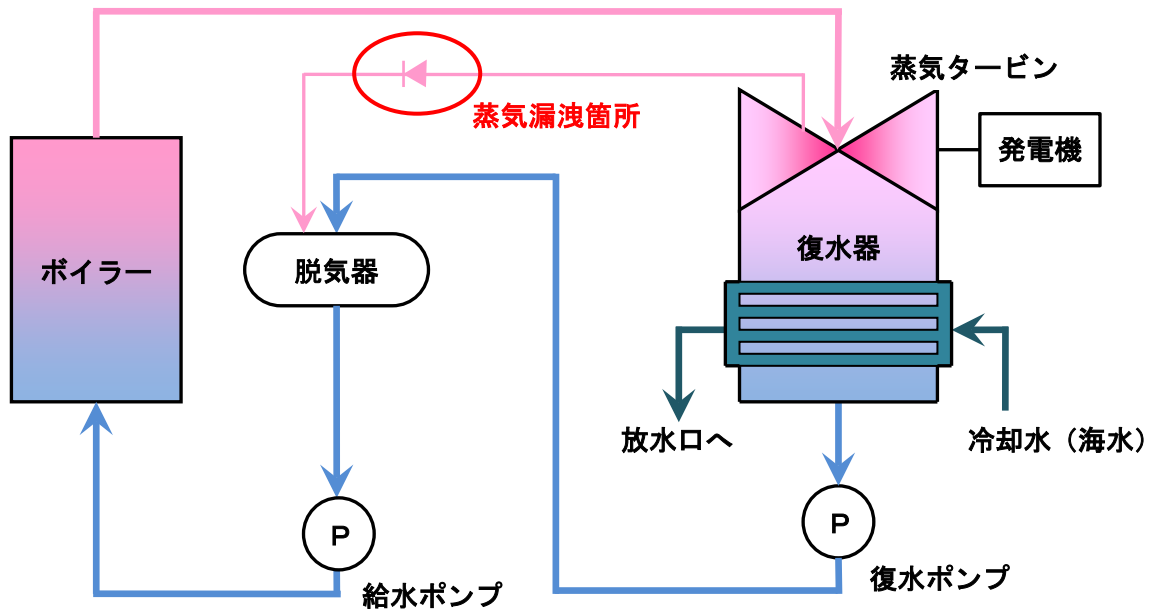 蒸気タービン
蒸気漏洩箇所
発電機
復水器
ボイラー
脱気器
放水口へ
冷却水（海水）
P
P
復水ポンプ
給水ポンプ